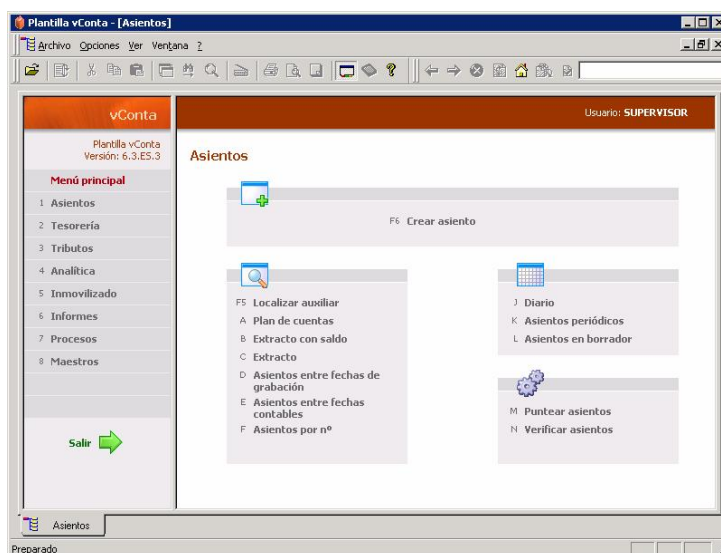 Plantilla vConta - [Asientos]
Archivo Opciones Ver Ventana ?
vConta
Usuario: SUPERVISOR
Plantilla vConta
Versión: 6.3.E5.3
Menú principal
1 Asientos
2 Tesorería
3 Tributos
4 Analítica
5 Inmovilizado
6 Informes
7 Procesos
8 Maestros
Salir
Asientos
F6 Crear asiento
F5 Localizar auxiliar
A Plan de cuentas
B Extracto con saldo
C Extracto
D Asientos entre fechas de
grabación
E Asientos entre fechas
contables
F Asientos por nº
J Diario
K Asientos periódicos
L Asientos en borrador
M Puntear asientos
N Verificar asientos
Asientos
Preparado